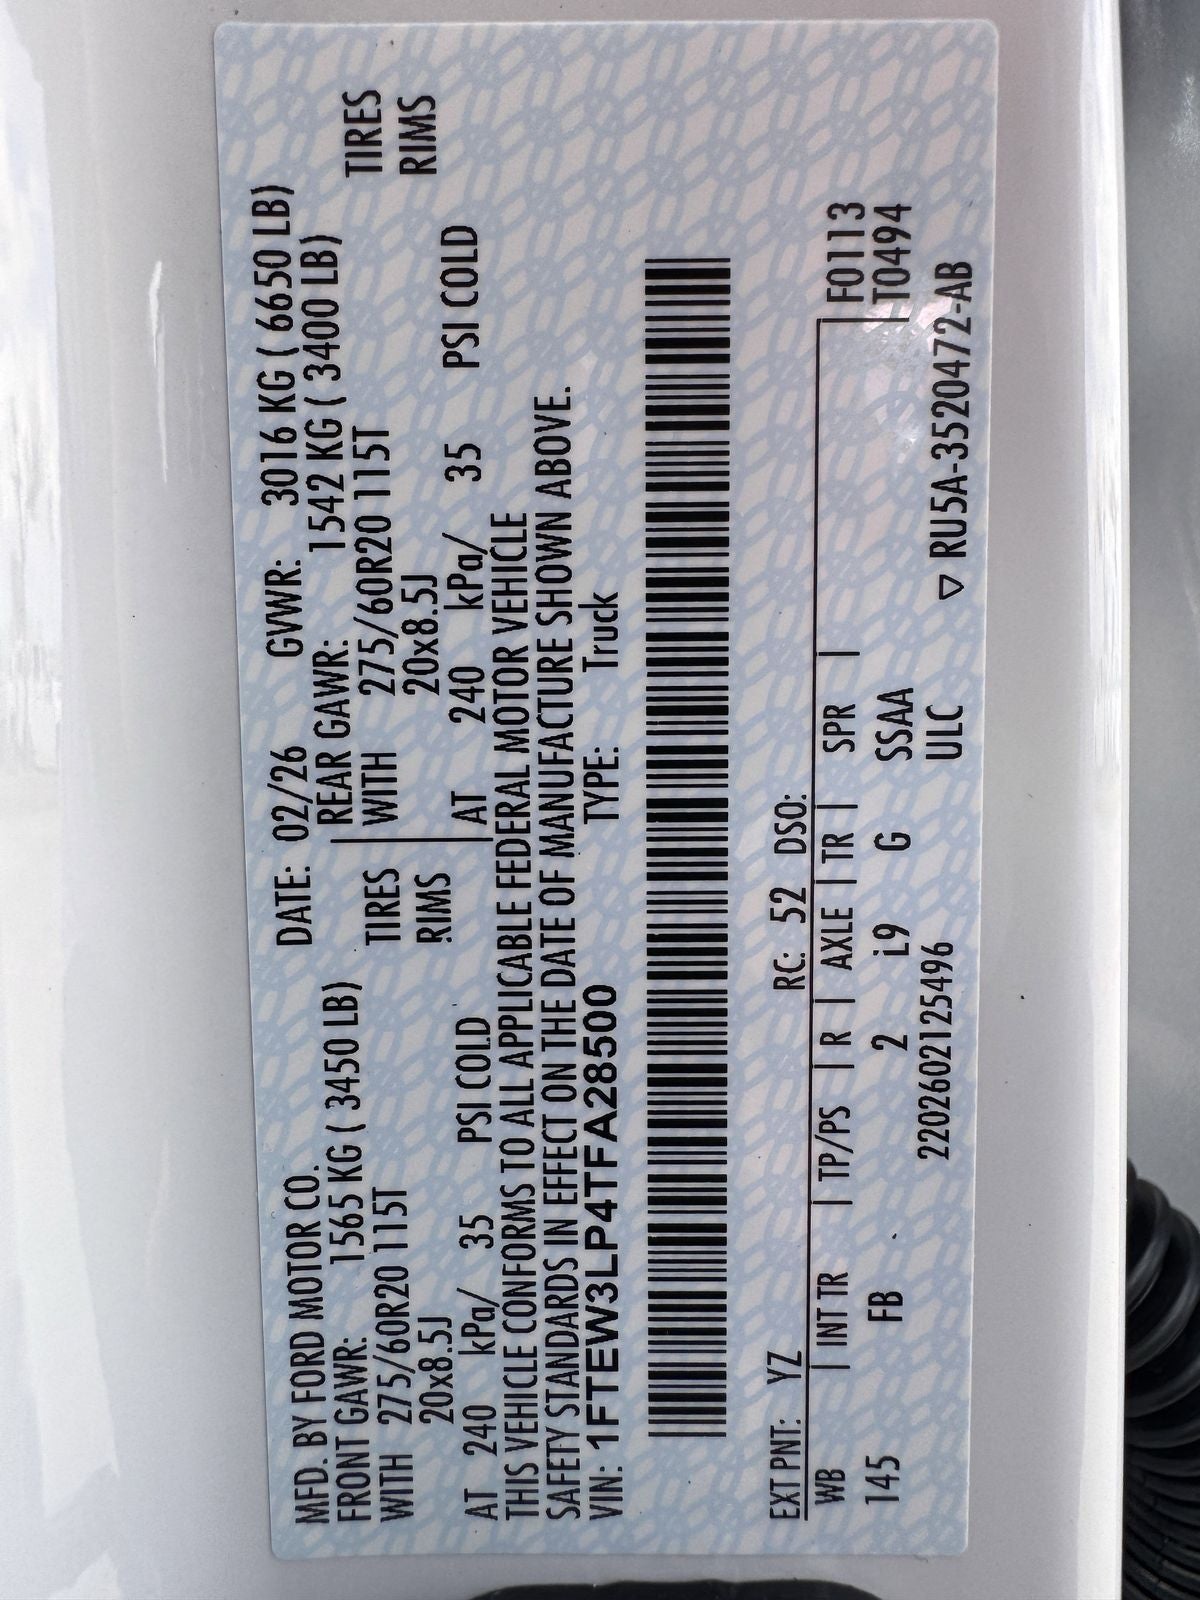 MFD. BY FORD MOTOR CO. DATE: 02/26 GVWR: 3016 KG ( 6650 LB)
FRONT GAWR: 1565 KG ( 3450 LB) REAR GAWR: 1542 KG ( 3400 LB)
WITH 275/60R20 115T TIRES WITH 275/60R20 115T TIRES
20x8.5J RIMS 20x8.5J RIMS
AT 240 kPa/ 35 PSI COLD AT 240 kPa/ 35 PSI COLD
THIS VEHICLE CONFORMS TO ALL APPLICABLE FEDERAL MOTOR VEHICLE
SAFETY STANDARDS IN EFFECT ON THE DATE OF MANUFACTURE SHOWN ABOVE.
VIN: 1FTEW3LP4TFA28500 TYPE: Truck
EXT PNT: YZ RC: 52 DSO:
WB | INT TR | TP/PS | R | AXLE | TR | SPR | F0113
145 FB 2 L9 G SSAA T0494
2202602125496 ULC ▽ RU5A-3520472-AB